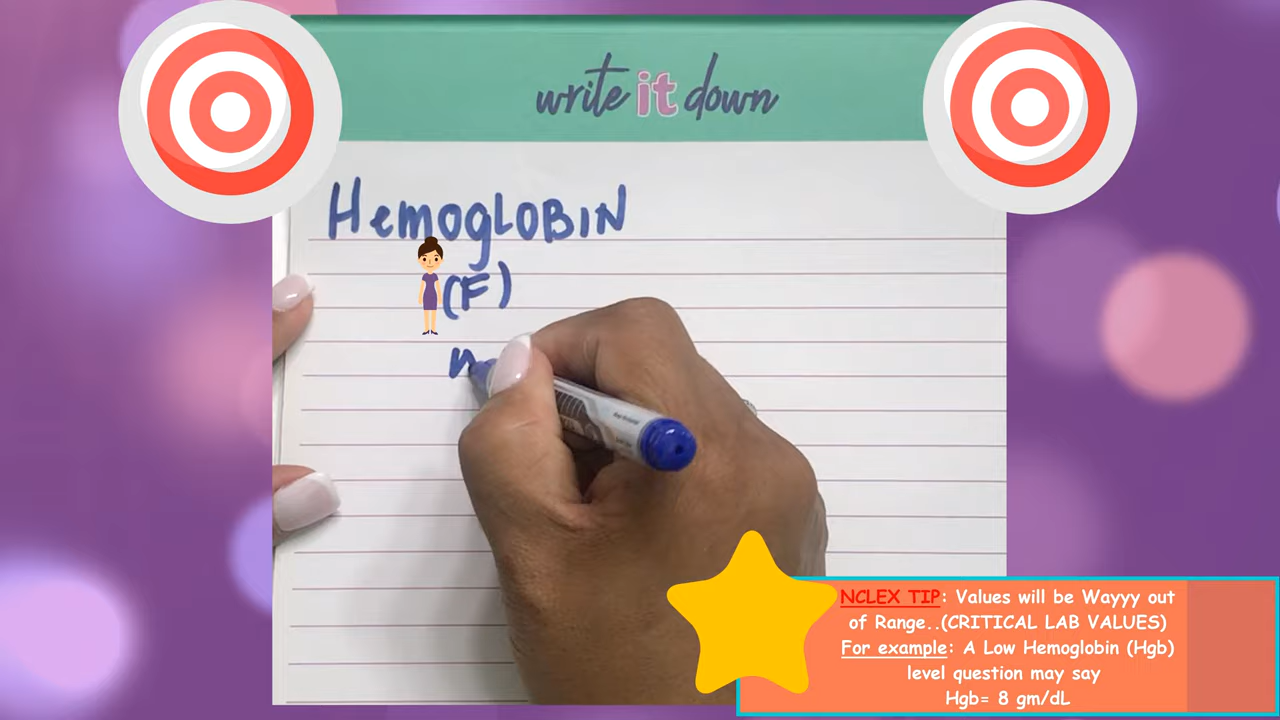 write it down
HemogLOBIN
(F)
NCLEX TIP: Values will be Wayyy out
of Range..(CRITICAL LAB VALUES)
For example: A Low Hemoglobin (Hgb)
level question may say
Hgb= 8 gm/dL